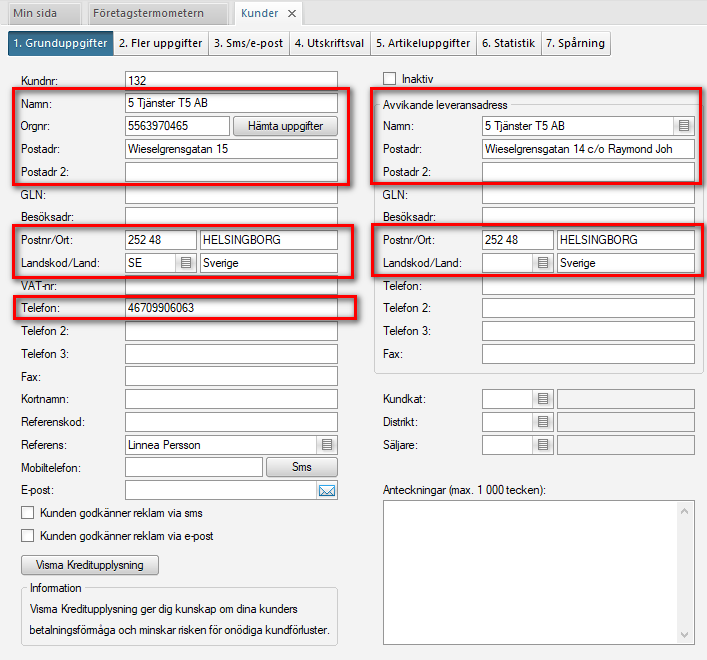 Min sida
Företagstermometern
Kunder
1. Grunduppgifter
2. Fler uppgifter
3. Sms/e-post
4. Utskriftsval
5. Artikeluppgifter
6. Statistik
7. Spårning
Kundnr: 132
Namn: 5 Tjänster T5 AB
Orgnr: 5563970465 Hämta uppgifter
Postadr: Wieselgrensgatan 15
Postadr 2:
GLN:
Besöksadr:
Postnr/Ort: 252 48 HELSINGBORG
Landskod/Land: SE Sverige
VAT-nr:
Telefon: 46709906063
Telefon 2:
Telefon 3:
Fax:
Kortnamn:
Referenskod:
Referens: Linnea Persson
Mobiltelefon: Sms
E-post:
Kunden godkänner reklam via sms
Kunden godkänner reklam via e-post
Visma Kreditupplysning
Information
Visma Kreditupplysning ger dig kunskap om dina kunders
betalningsförmåga och minskar risken för onödiga kundförluster.
Inaktiv
Avvikande leveransadress
Namn: 5 Tjänster T5 AB
Postadr: Wieselgrensgatan 14 c/o Raymond Joh
Postadr 2:
GLN:
Besöksadr:
Postnr/Ort: 252 48 HELSINGBORG
Landskod/Land: Sverige
Telefon:
Telefon 2:
Telefon 3:
Fax:
Kundkat:
Distrikt:
Säljare:
Anteckningar (max. 1 000 tecken):